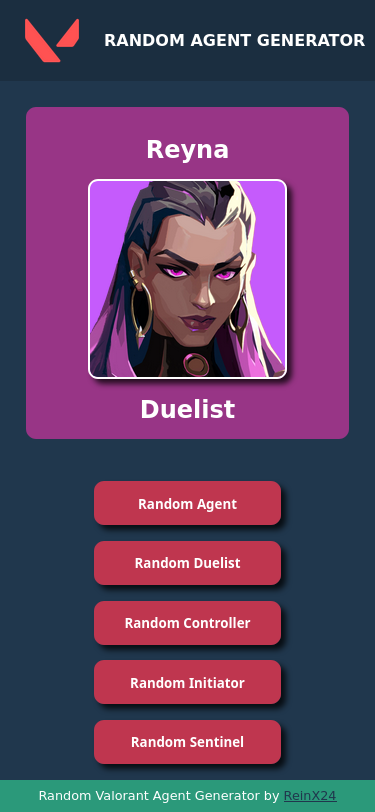 RANDOM AGENT GENERATOR
Reyna
Duelist
Random Agent
Random Duelist
Random Controller
Random Initiator
Random Sentinel
Random Valorant Agent Generator by ReinX24